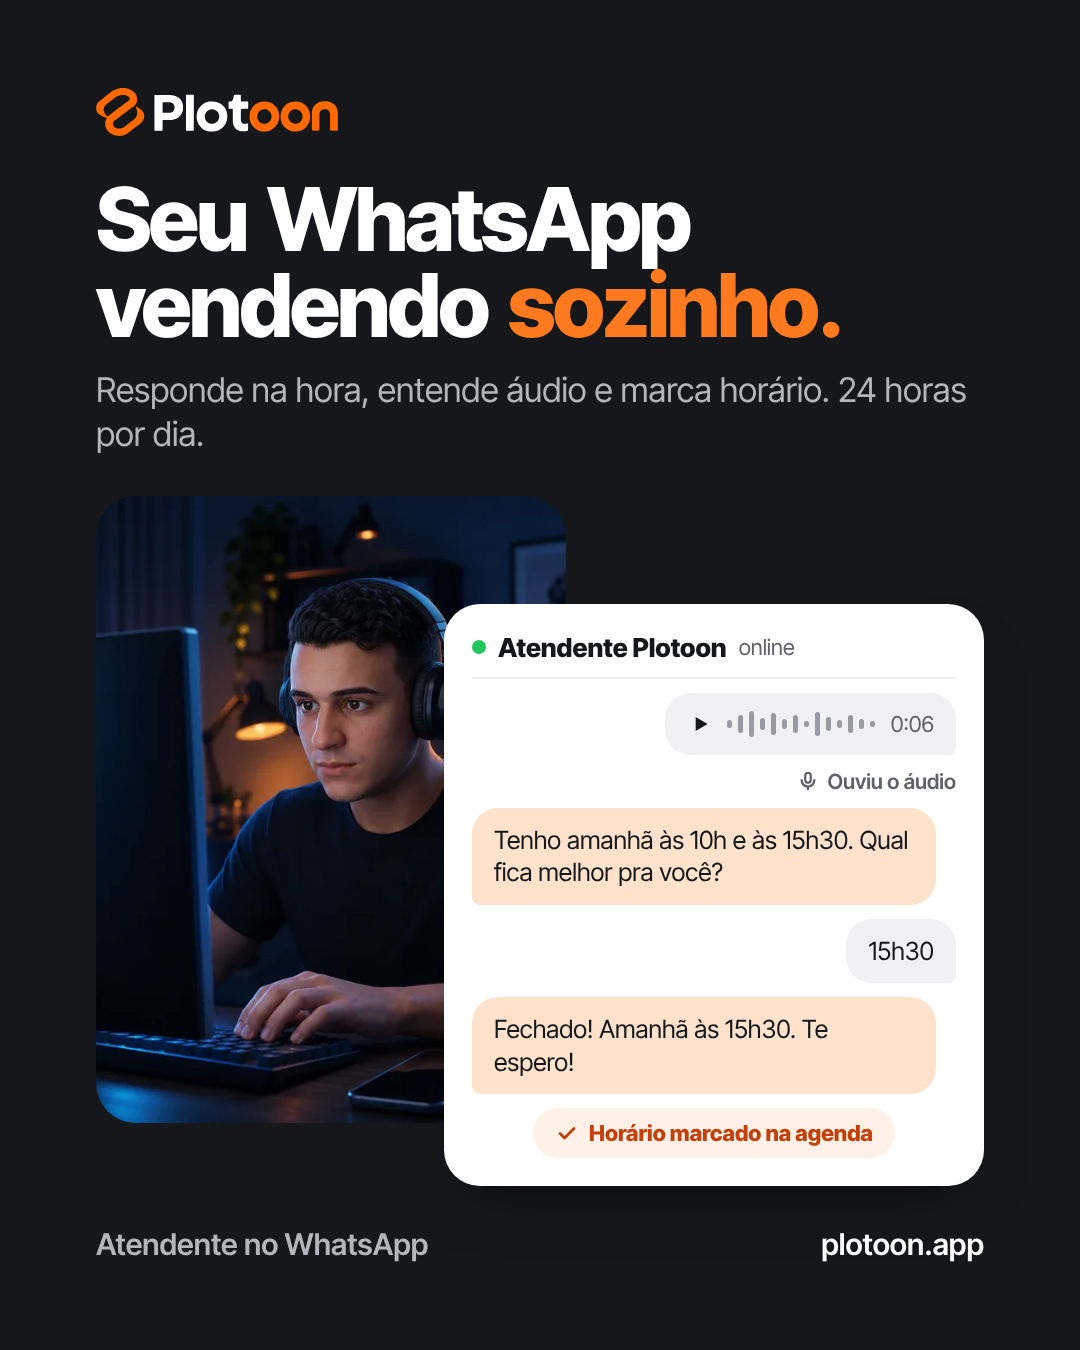 Plotoon
Seu WhatsApp
vendendo sozinho.
Responde na hora, entende áudio e marca horário. 24 horas
por dia.
Atendente Plotoon online
0:06
Ouviu o áudio
Tenho amanhã às 10h e às 15h30. Qual
fica melhor pra você?
15h30
Fechado! Amanhã às 15h30. Te
espero!
Horário marcado na agenda
Atendente no WhatsApp
plotoon.app